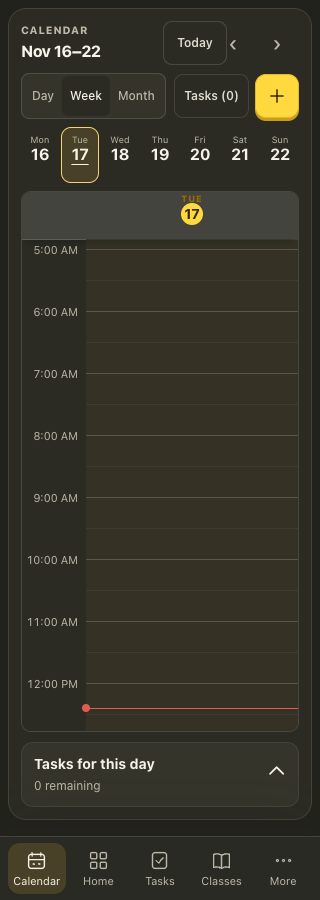 CALENDAR
Nov 16–22
Today
Day Week Month Tasks (0)
Mon Tue Wed Thu Fri Sat Sun
16 17 18 19 20 21 22
TUE
17
5:00 AM
6:00 AM
7:00 AM
8:00 AM
9:00 AM
10:00 AM
11:00 AM
12:00 PM
Tasks for this day
0 remaining
Calendar Home Tasks Classes More